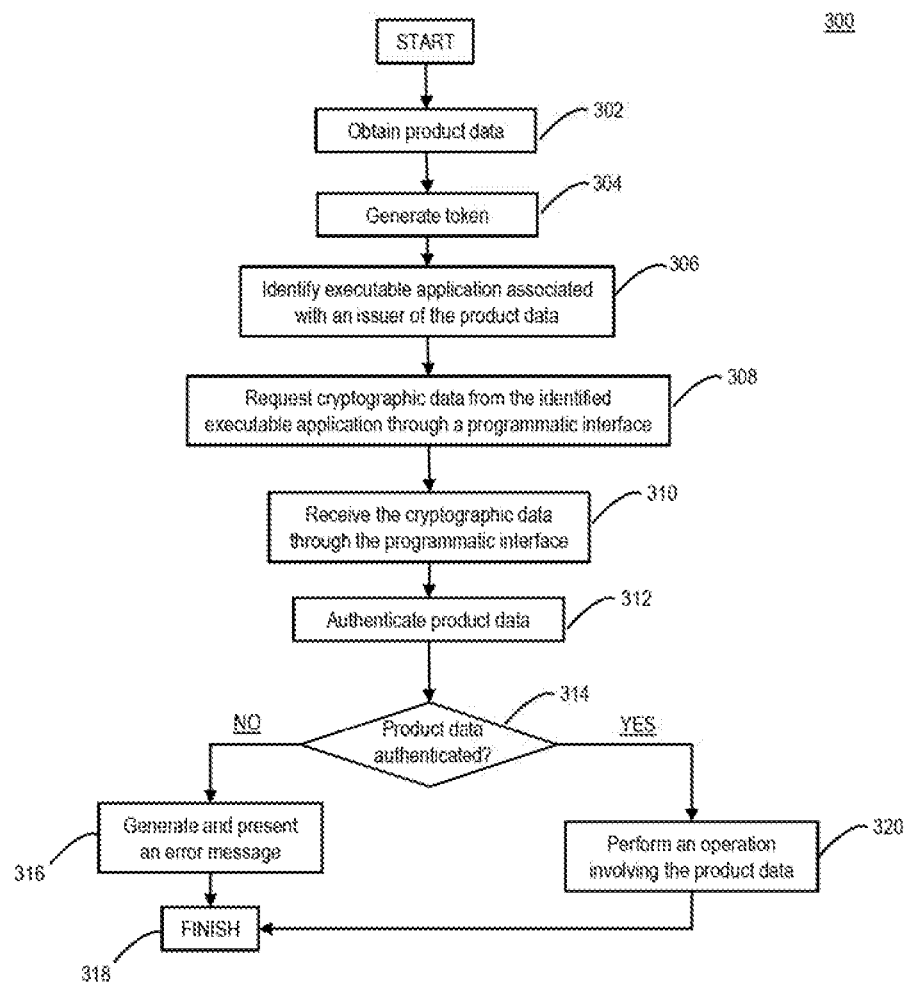 300
START
302
Obtain product data
304
Generate token
306
Identify executable application associated
with an issuer of the product data
308
Request cryptographic data from the identified
executable application through a programmatic interface
310
Receive the cryptographic data
through the programmatic interface
312
Authenticate product data
314
NO
Product data
authenticated?
YES
Generate and present
an error message
316
Perform an operation
involving the product data
320
FINISH
318